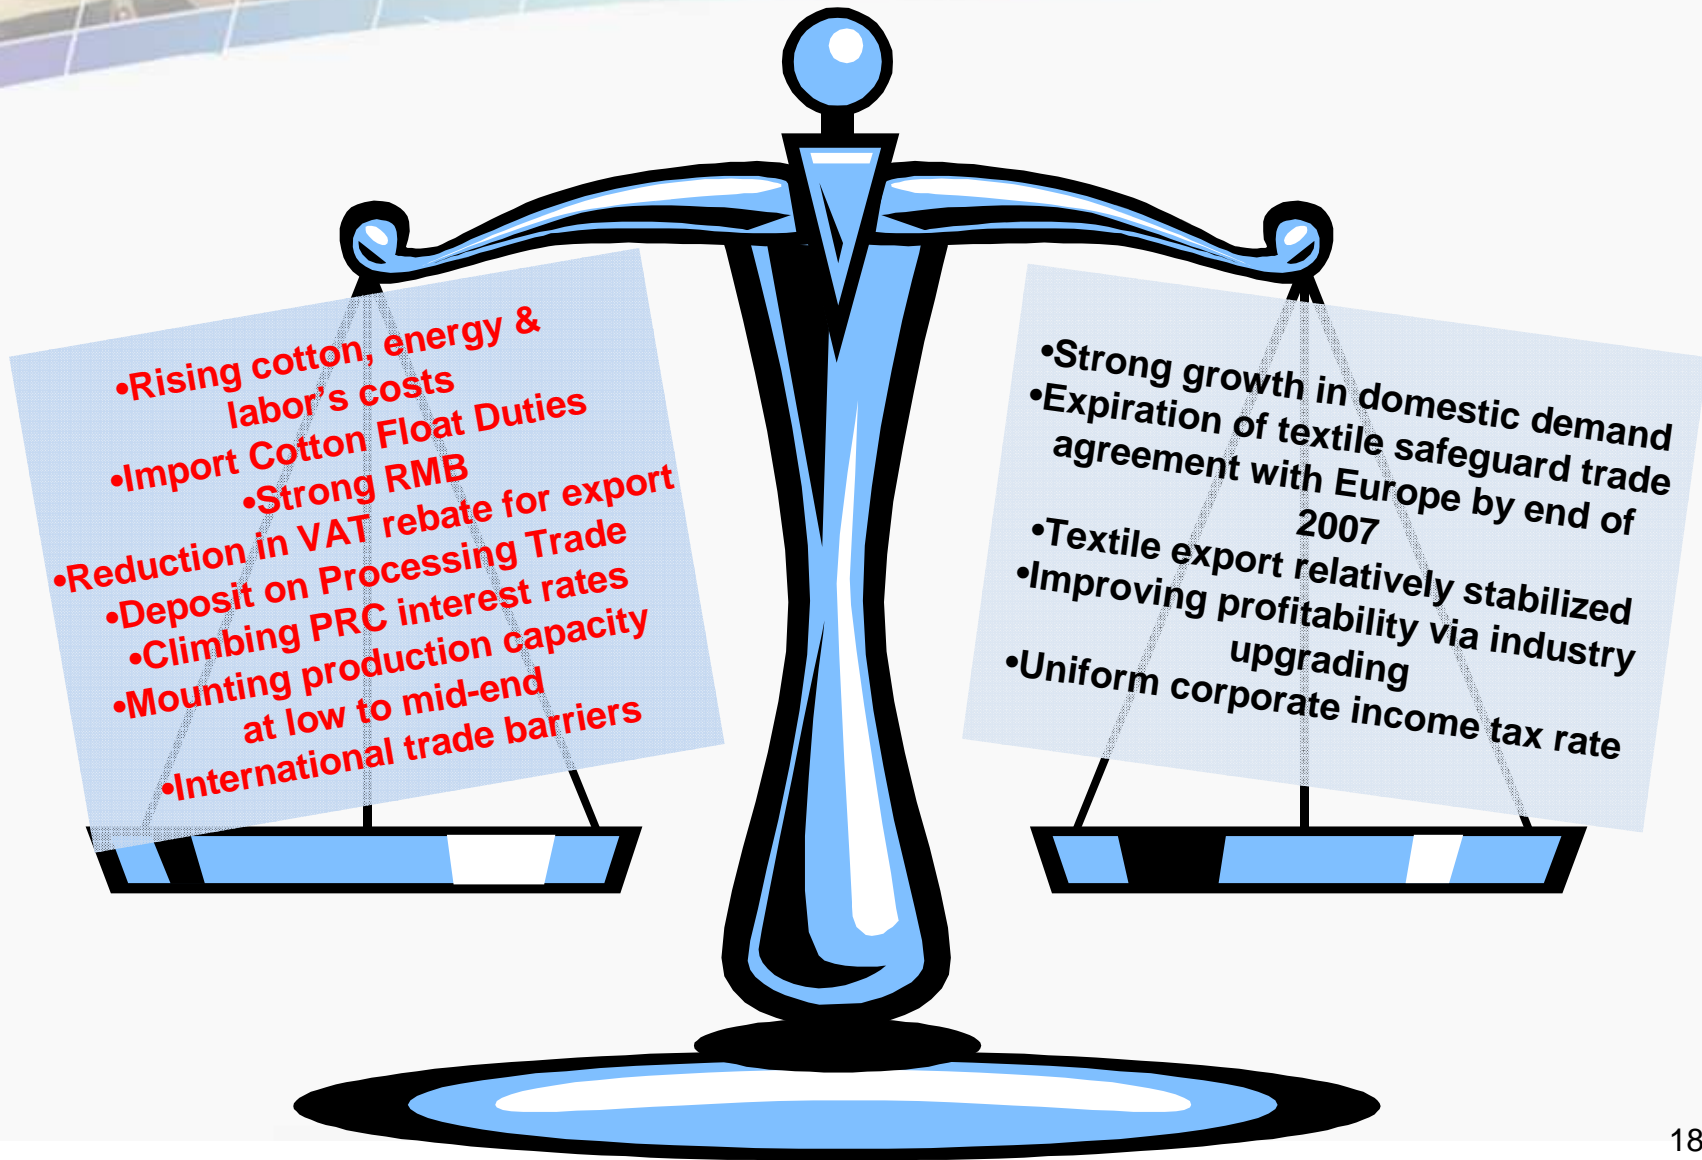 •Rising cotton, energy &
labor's costs
•Import Cotton Float Duties
•Strong RMB
•Reduction in VAT rebate for export
•Deposit on Processing Trade
•Climbing PRC interest rates
•Mounting production capacity
at low to mid-end
•International trade barriers
•Strong growth in domestic demand
•Expiration of textile safeguard trade
agreement with Europe by end of
2007
•Textile export relatively stabilized
•Improving profitability via industry
upgrading
•Uniform corporate income tax rate
18